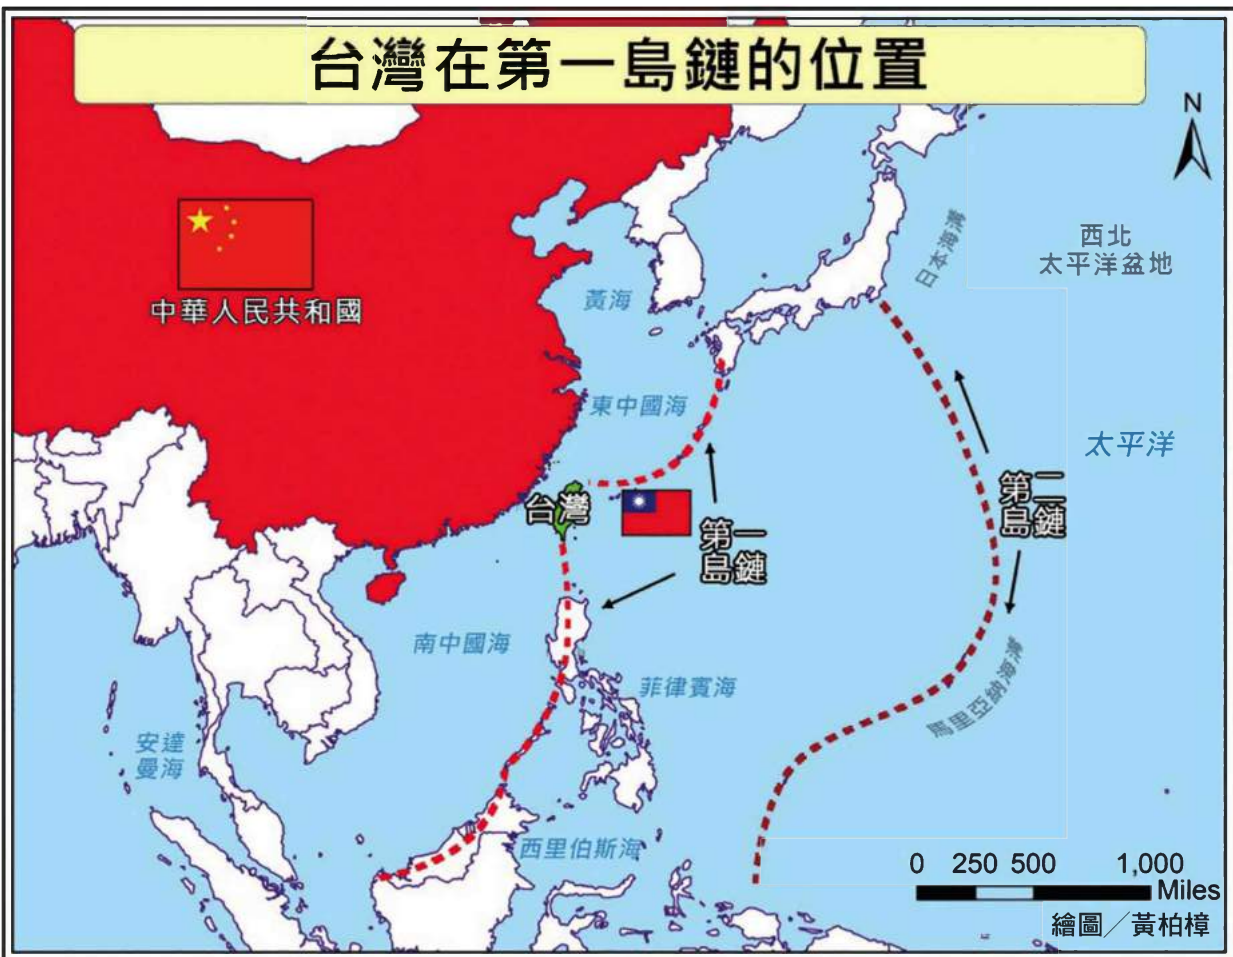 台灣在第一島鏈的位置
N
西北
太平洋盆地
日本海溝
中華人民共和國
黃海
東中國海
太平洋
第二
島鏈
台灣
第一
島鏈
南中國海
菲律賓海
馬里亞納海溝
安達
曼海
西里伯斯海
0 250 500 1,000
Miles
繪圖／黃柏樟